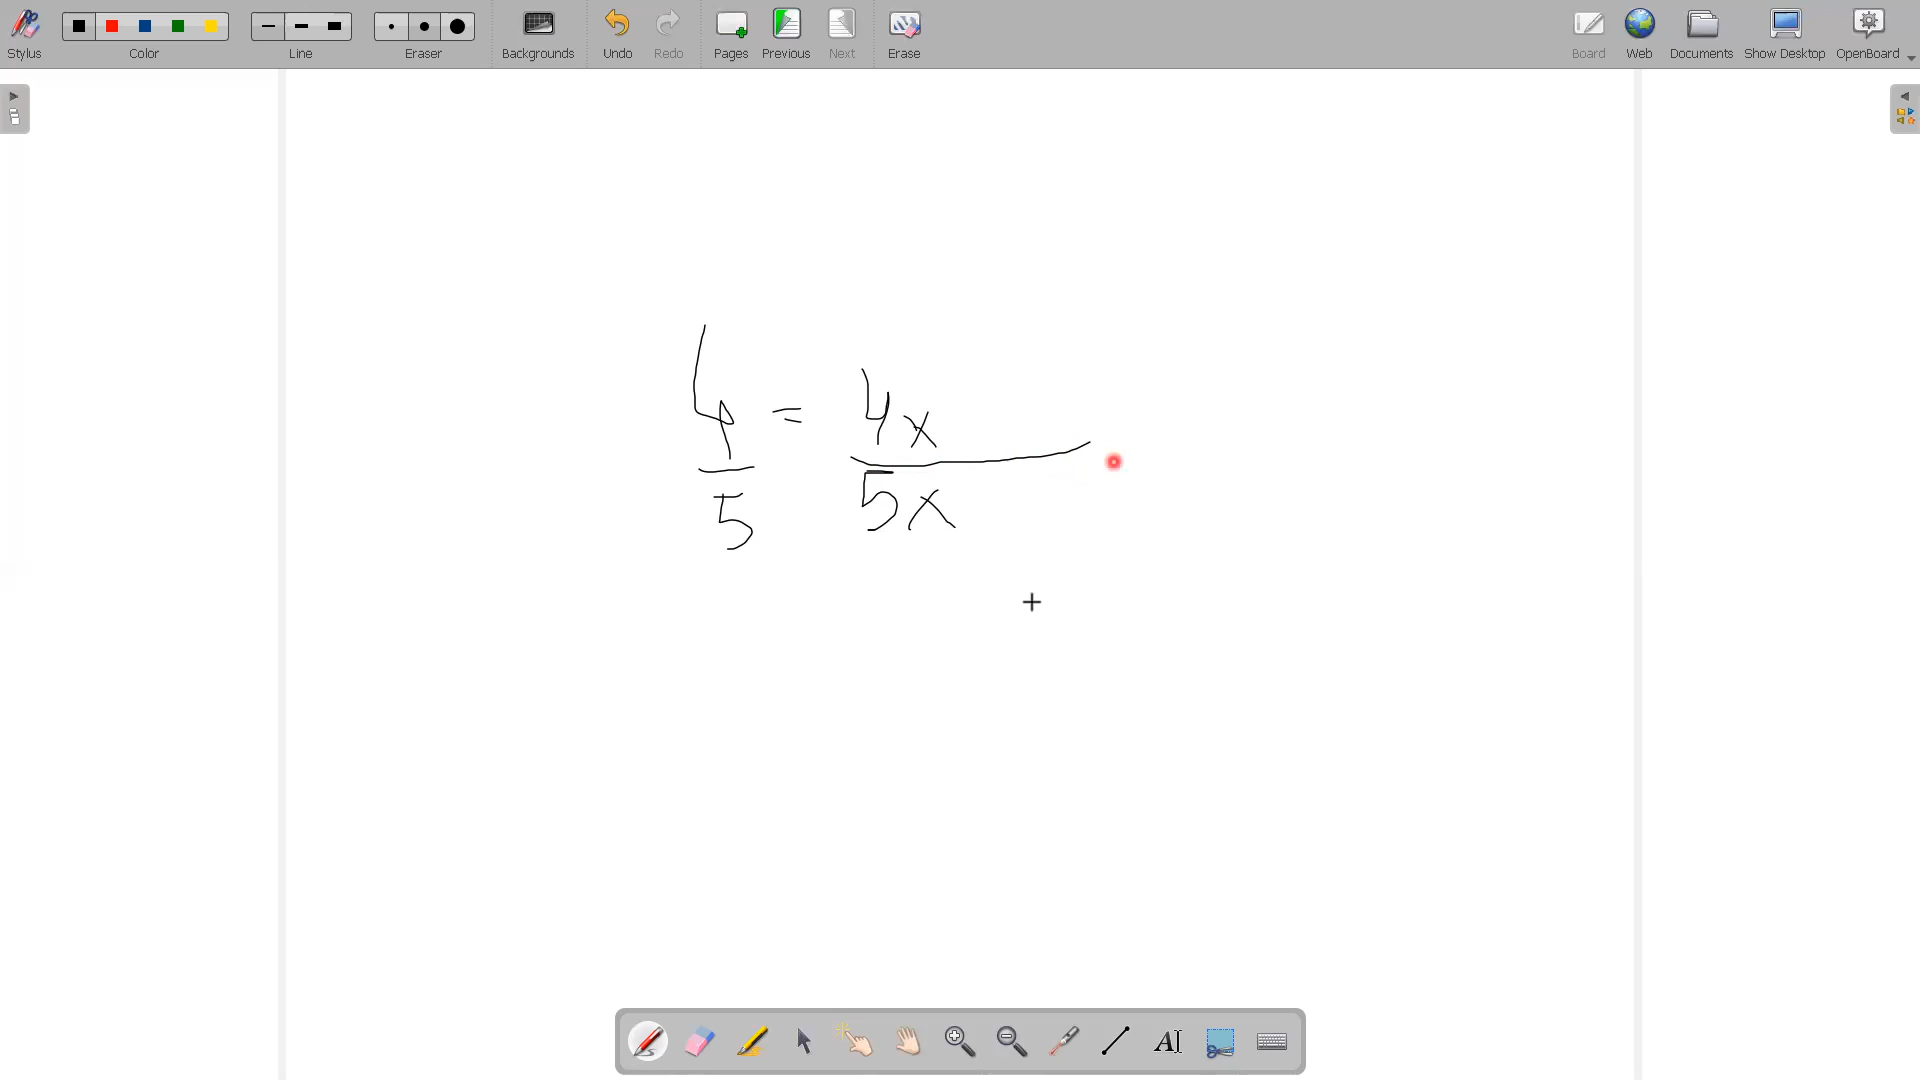 Stylus Color Line Eraser Backgrounds Undo Redo Pages Previous Next Erase Board Web Documents Show Desktop OpenBoard
4 = 4x
5 5x